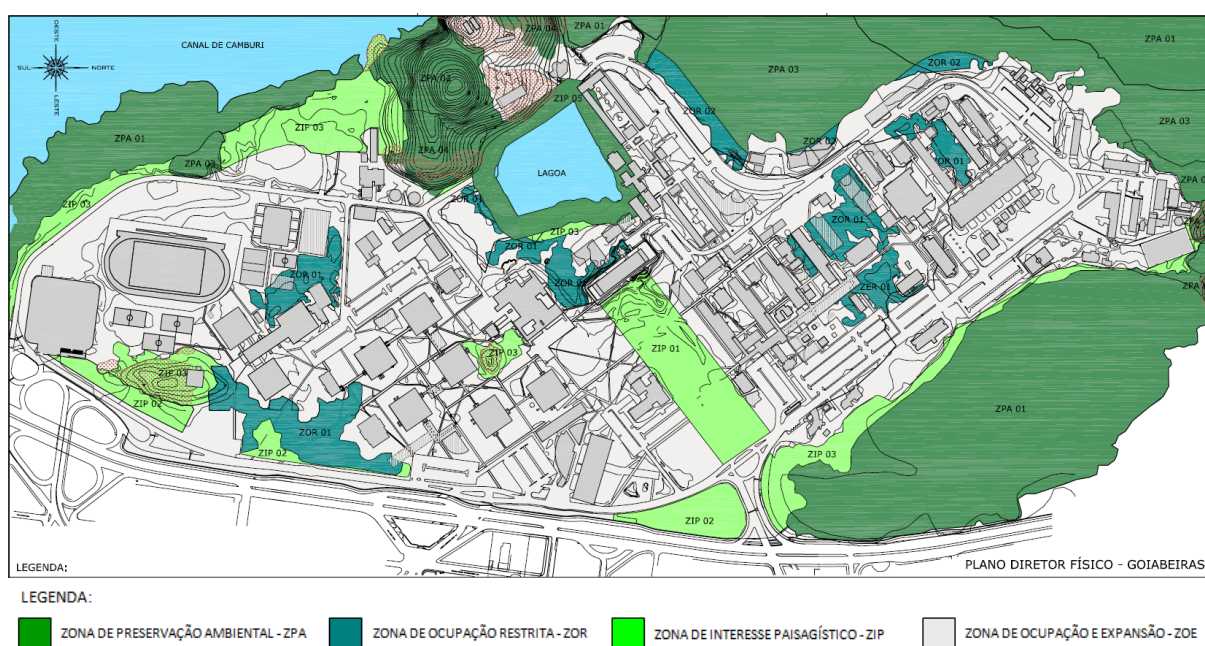 OESTE
SUL
NORTE
LESTE
CANAL DE CAMBURI
ZPA 04
ZPA 01
ZPA 01
ZPA 02
ZPA 03
ZOR 02
ZIP 05
ZOR 02
ZIP 03
ZPA 01
ZPA 03
ZOR 02
ZPA 03
ZPA 04
LAGOA
ZOR 01
ZIP 03
ZOR 01
ZOR 01
ZIP 03
ZOR 01
ZOR 01
ZOR 01
ZER 01
ZIP 01
ZIP 03
ZIP 03
ZIP 02
ZPA 01
ZOR 01
ZIP 02
ZIP 03
ZIP 02
LEGENDA:
PLANO DIRETOR FÍSICO - GOIABEIRAS
LEGENDA:
ZONA DE PRESERVAÇÃO AMBIENTAL - ZPA
ZONA DE OCUPAÇÃO RESTRITA - ZOR
ZONA DE INTERESSE PAISAGÍSTICO - ZIP
ZONA DE OCUPAÇÃO E EXPANSÃO - ZOE